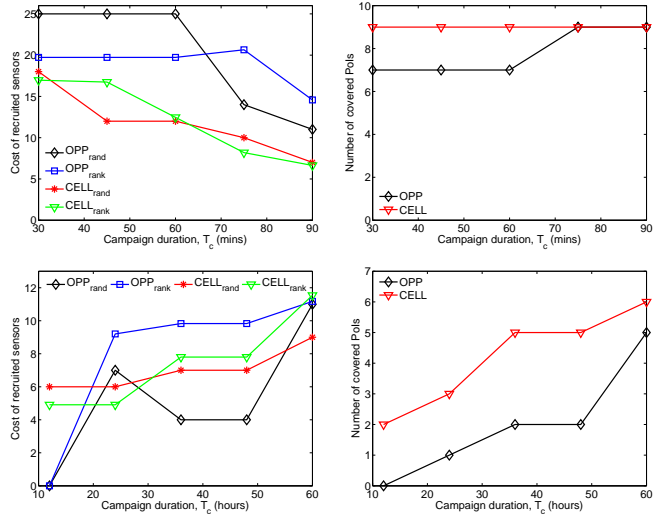 25
20
15
10
5
0
Cost of recruited sensors
OPP_rand
OPP_rank
CELL_rand
CELL_rank
30 40 50 60 70 80 90
Campaign duration, T_c (mins)
10
8
6
4
2
0
Number of covered PoIs
OPP
CELL
30 40 50 60 70 80 90
Campaign duration, T_c (mins)
12
10
8
6
4
2
0
Cost of recruited sensors
OPP_rand OPP_rank CELL_rand CELL_rank
10 20 30 40 50 60
Campaign duration, T_c (hours)
7
6
5
4
3
2
1
0
Number of covered PoIs
OPP
CELL
10 20 30 40 50 60
Campaign duration, T_c (hours)